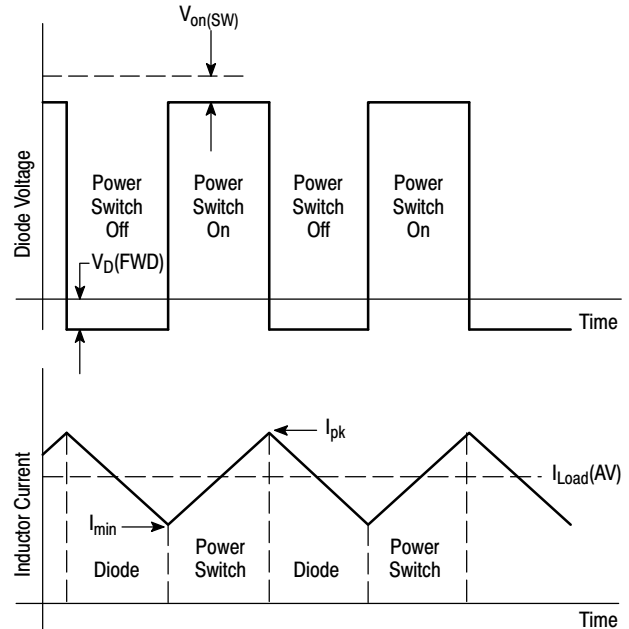 Von(SW)
Diode Voltage
Power
Switch
Off
Power
Switch
On
Power
Switch
Off
Power
Switch
On
VD(FWD)
Time
Inductor Current
Ipk
ILoad(AV)
Imin
Diode
Power
Switch
Diode
Power
Switch
Time